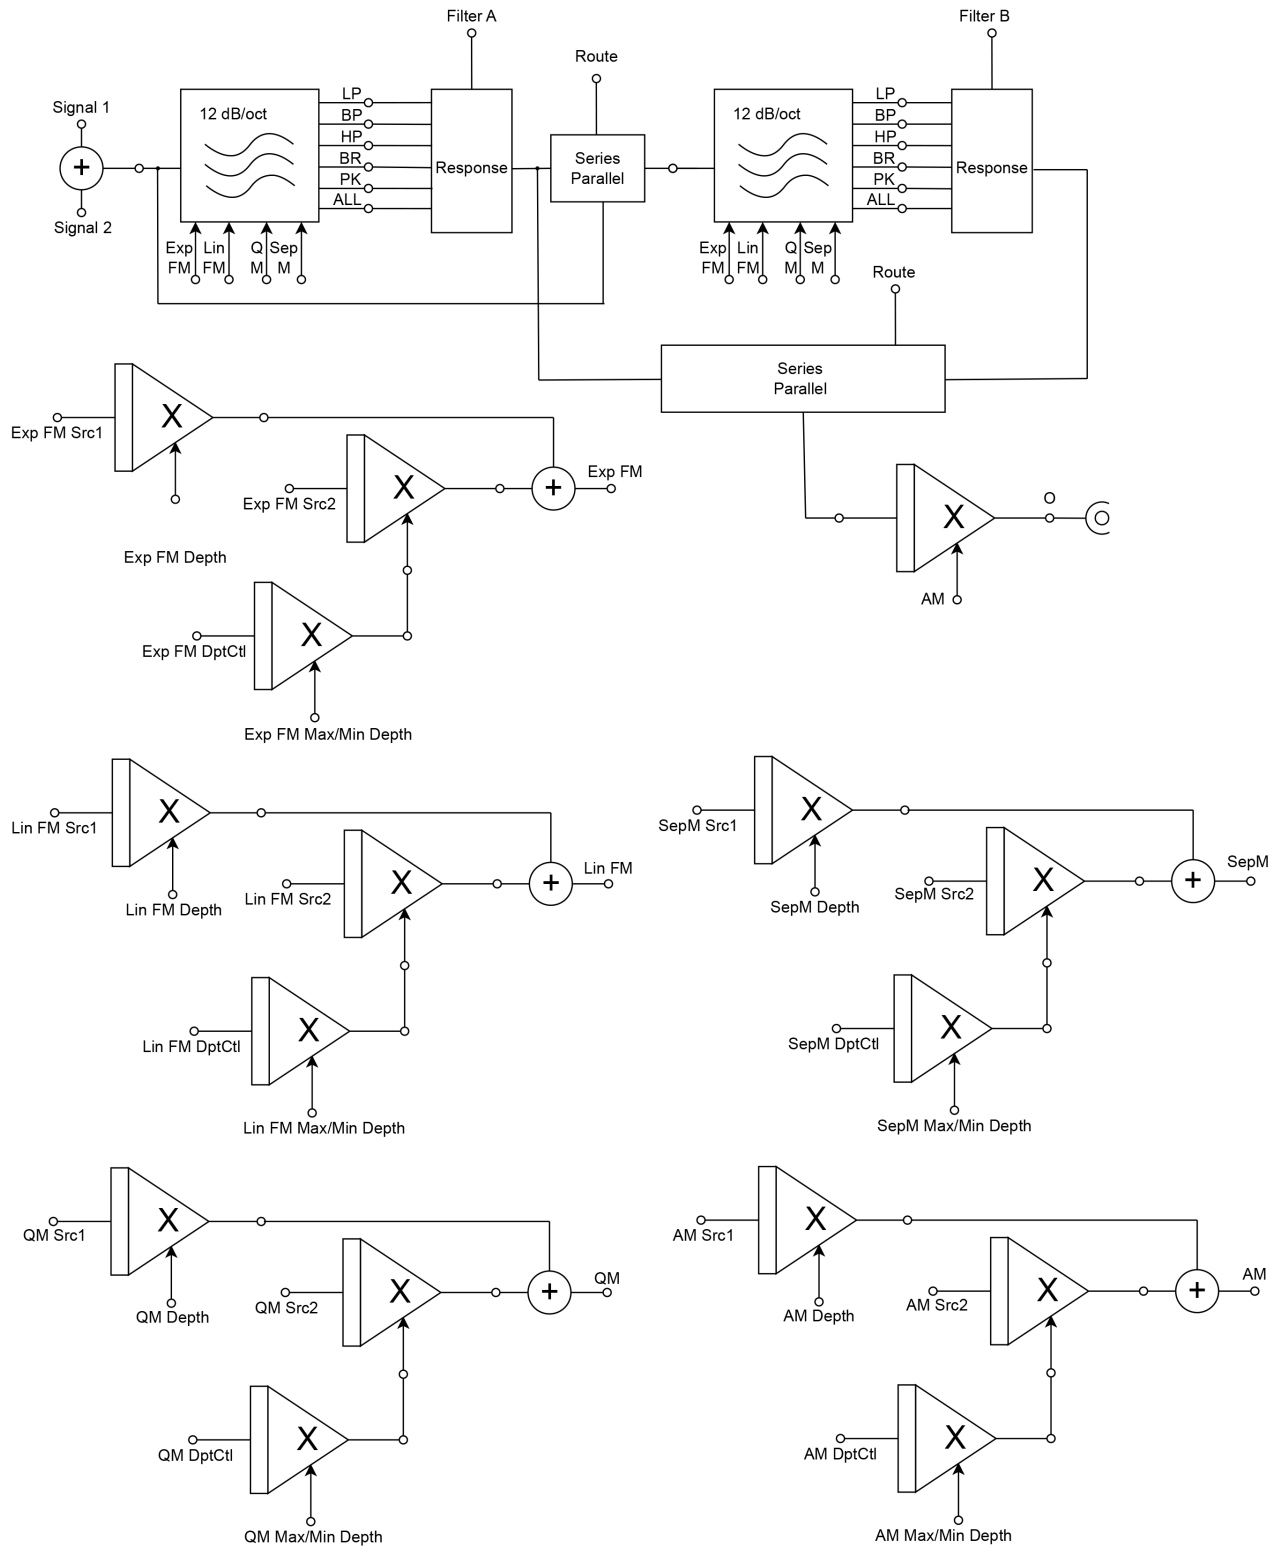 Filter A
Filter B
Route
Signal 1
12 dB/oct
LP
BP
HP
BR
PK
ALL
Response
Series
Parallel
12 dB/oct
LP
BP
HP
BR
PK
ALL
Response
+
Signal 2
Exp
FM
Lin
FM
Q
M
Sep
M
Exp
FM
Lin
FM
Q
M
Sep
M
Route
Series
Parallel
X
Exp FM Src1
X
Exp FM Src2
+
Exp FM
Exp FM Depth
X
Exp FM DptCtl
Exp FM Max/Min Depth
X
O
AM
X
Lin FM Src1
Lin FM Depth
X
Lin FM Src2
+
Lin FM
X
Lin FM DptCtl
Lin FM Max/Min Depth
X
SepM Src1
SepM Depth
X
SepM Src2
+
SepM
X
SepM DptCtl
SepM Max/Min Depth
X
QM Src1
QM Depth
X
QM Src2
+
QM
X
QM DptCtl
QM Max/Min Depth
X
AM Src1
AM Depth
X
AM Src2
+
AM
X
AM DptCtl
AM Max/Min Depth